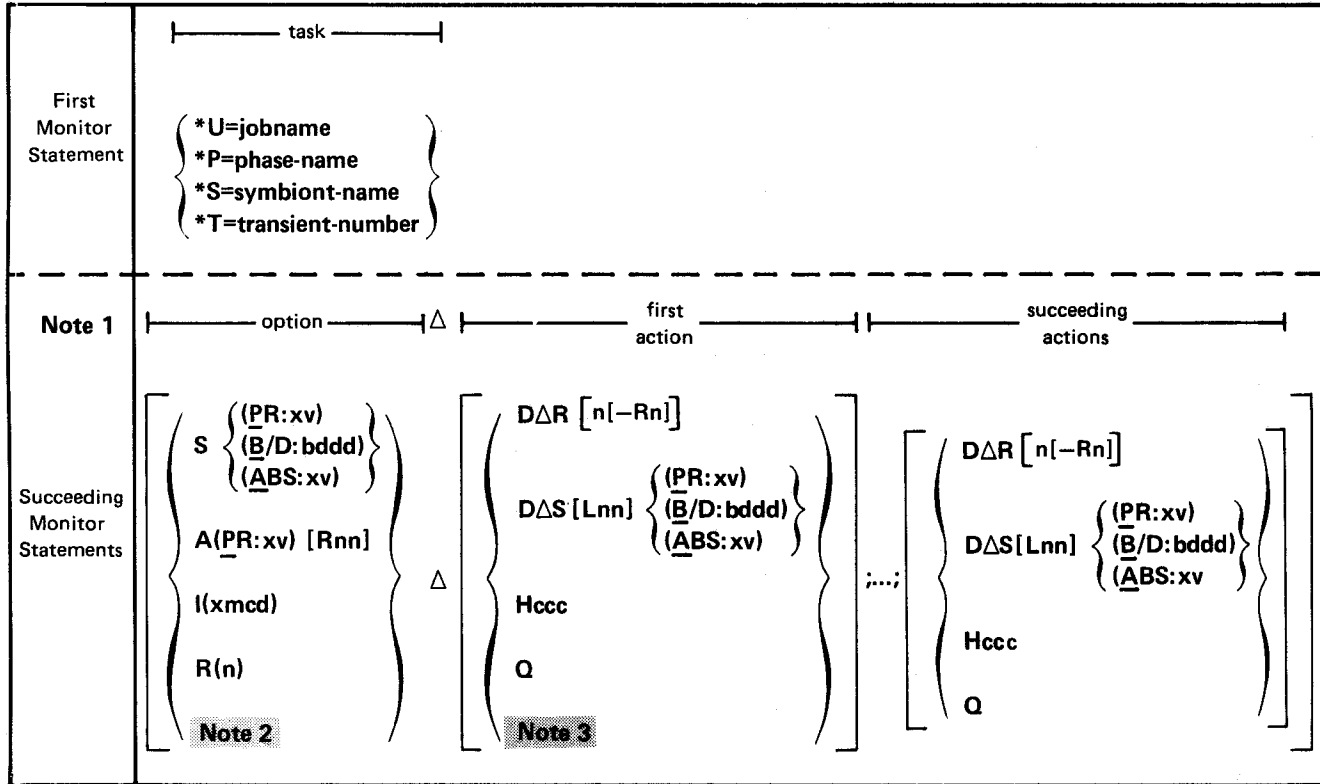 task
First
Monitor
Statement
*U=jobname
*P=phase-name
*S=symbiont-name
*T=transient-number
Note 1
option Δ first action succeeding actions
Succeeding
Monitor
Statements
S
(PR:xv)
(B/D:bddd)
(ABS:xv)
A(PR:xv) [Rnn]
I(xmcd)
R(n)
Note 2
Δ
DΔR [n[—Rn]]
DΔS [Lnn]
(PR:xv)
(B/D:bddd)
(ABS:xv)
Hccc
Q
Note 3
;...;
DΔR [n[—Rn]]
DΔS[Lnn]
(PR:xv)
(B/D:bddd)
(ABS:xv
Hccc
Q